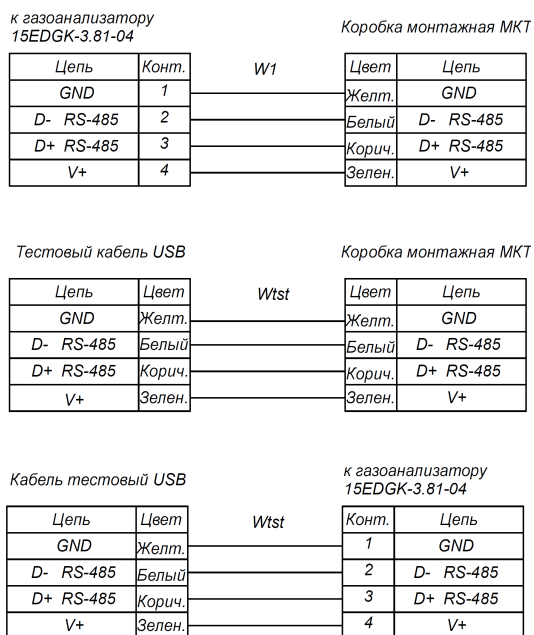 к газоанализатору
15EDGK-3.81-04
Коробка монтажная МКТ
Цепь Конт. W1 Цвет Цепь
GND 1 Желт. GND
D- RS-485 2 Белый D- RS-485
D+ RS-485 3 Корич. D+ RS-485
V+ 4 Зелен. V+
Тестовый кабель USB Коробка монтажная МКТ
Цепь Цвет Wtst Цвет Цепь
GND Желт. Желт. GND
D- RS-485 Белый Белый D- RS-485
D+ RS-485 Корич. Корич. D+ RS-485
V+ Зелен. Зелен. V+
Кабель тестовый USB
к газоанализатору
15EDGK-3.81-04
Цепь Цвет Wtst Конт. Цепь
GND Желт. 1 GND
D- RS-485 Белый 2 D- RS-485
D+ RS-485 Корич. 3 D+ RS-485
V+ Зелен. 4 V+